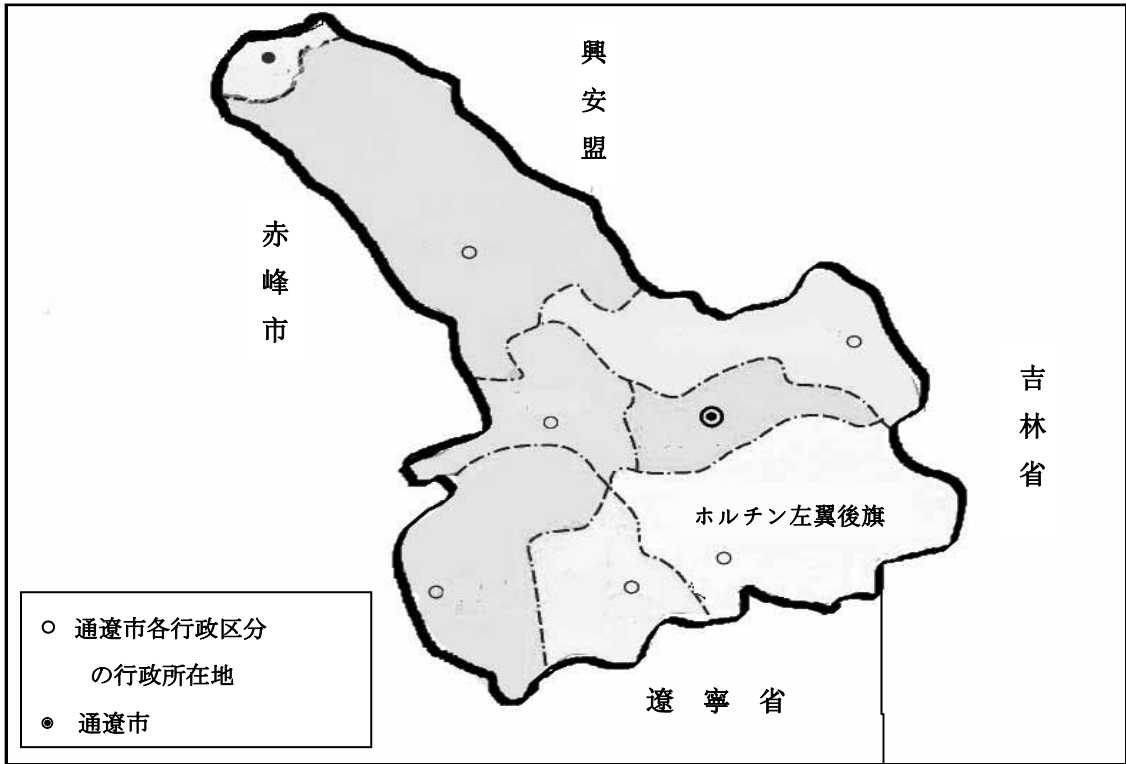 興安盟
赤峰市
吉林省
ホルチン左翼後旗
遼寧省
通遼市各行政区分
の行政所在地
通遼市